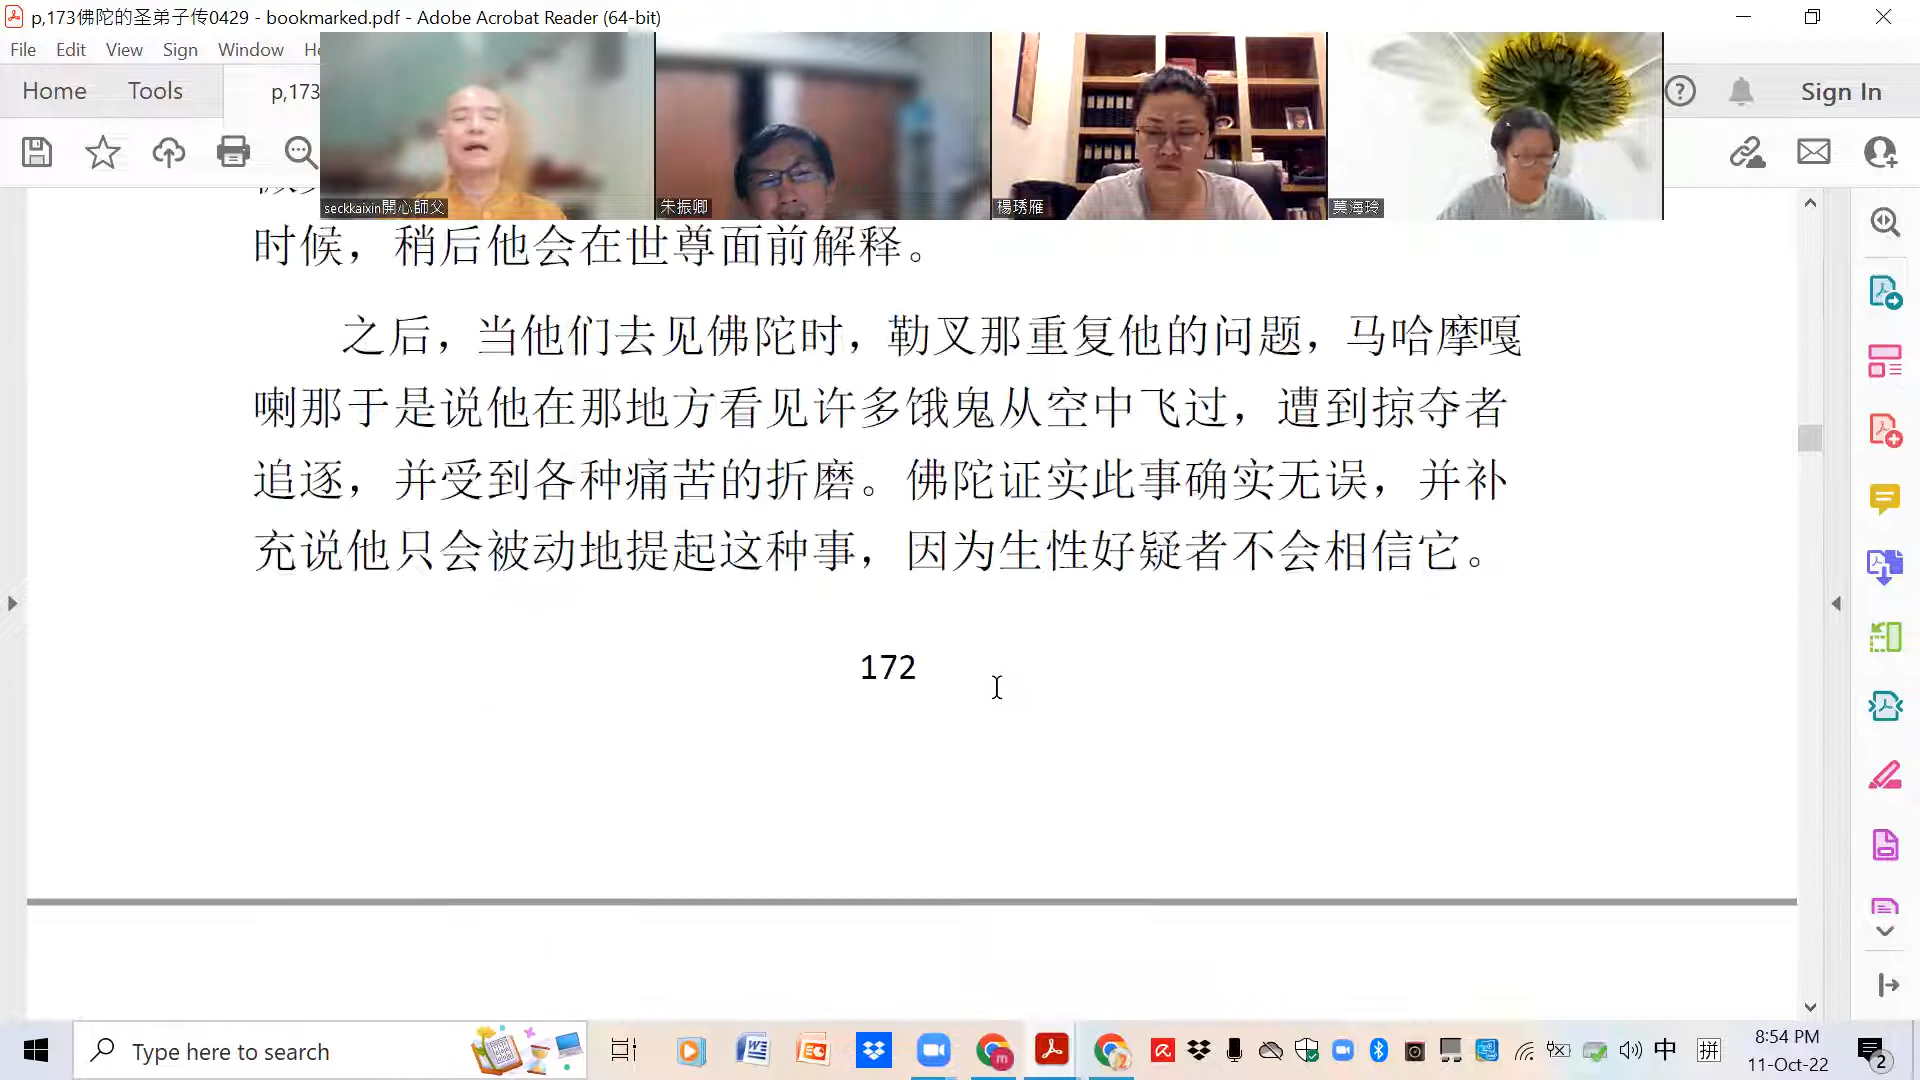 p,173佛陀的圣弟子传0429 - bookmarked.pdf - Adobe Acrobat Reader (64-bit)
File Edit View Sign Window
Home Tools p,173 Sign In
seckkaixin開心師父 朱振卿 楊琇雁 莫海玲
时候，稍后他会在世尊面前解释。
之后，当他们去见佛陀时，勒叉那重复他的问题，马哈摩嘎
喇那于是说他在那地方看见许多饿鬼从空中飞过，遭到掠夺者
追逐，并受到各种痛苦的折磨。佛陀证实此事确实无误，并补
充说他只会被动地提起这种事，因为生性好疑者不会相信它。
172
Type here to search
中 拼
8:54 PM
11-Oct-22
2